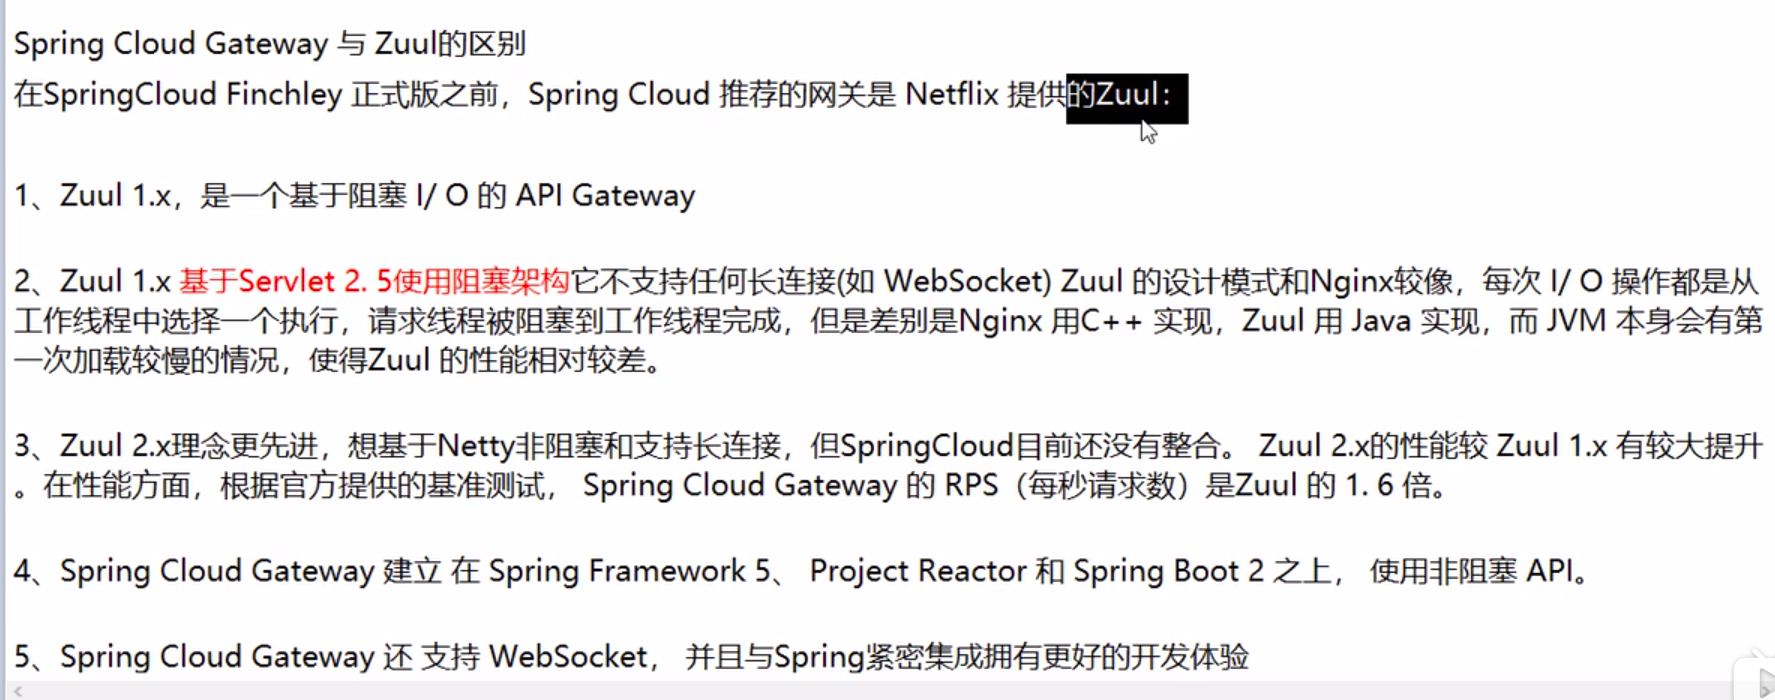 Spring Cloud Gateway 与 Zuul的区别
在SpringCloud Finchley 正式版之前，Spring Cloud 推荐的网关是 Netflix 提供的Zuul：
1、Zuul 1.x，是一个基于阻塞 I/ O 的 API Gateway
2、Zuul 1.x 基于Servlet 2. 5使用阻塞架构它不支持任何长连接(如 WebSocket) Zuul 的设计模式和Nginx较像，每次 I/ O 操作都是从
工作线程中选择一个执行，请求线程被阻塞到工作线程完成，但是差别是Nginx 用C++ 实现，Zuul 用 Java 实现，而 JVM 本身会有第
一次加载较慢的情况，使得Zuul 的性能相对较差。
3、Zuul 2.x理念更先进，想基于Netty非阻塞和支持长连接，但SpringCloud目前还没有整合。 Zuul 2.x的性能较 Zuul 1.x 有较大提升
。在性能方面，根据官方提供的基准测试， Spring Cloud Gateway 的 RPS（每秒请求数）是Zuul 的 1. 6 倍。
4、Spring Cloud Gateway 建立 在 Spring Framework 5、 Project Reactor 和 Spring Boot 2 之上， 使用非阻塞 API。
5、Spring Cloud Gateway 还 支持 WebSocket， 并且与Spring紧密集成拥有更好的开发体验